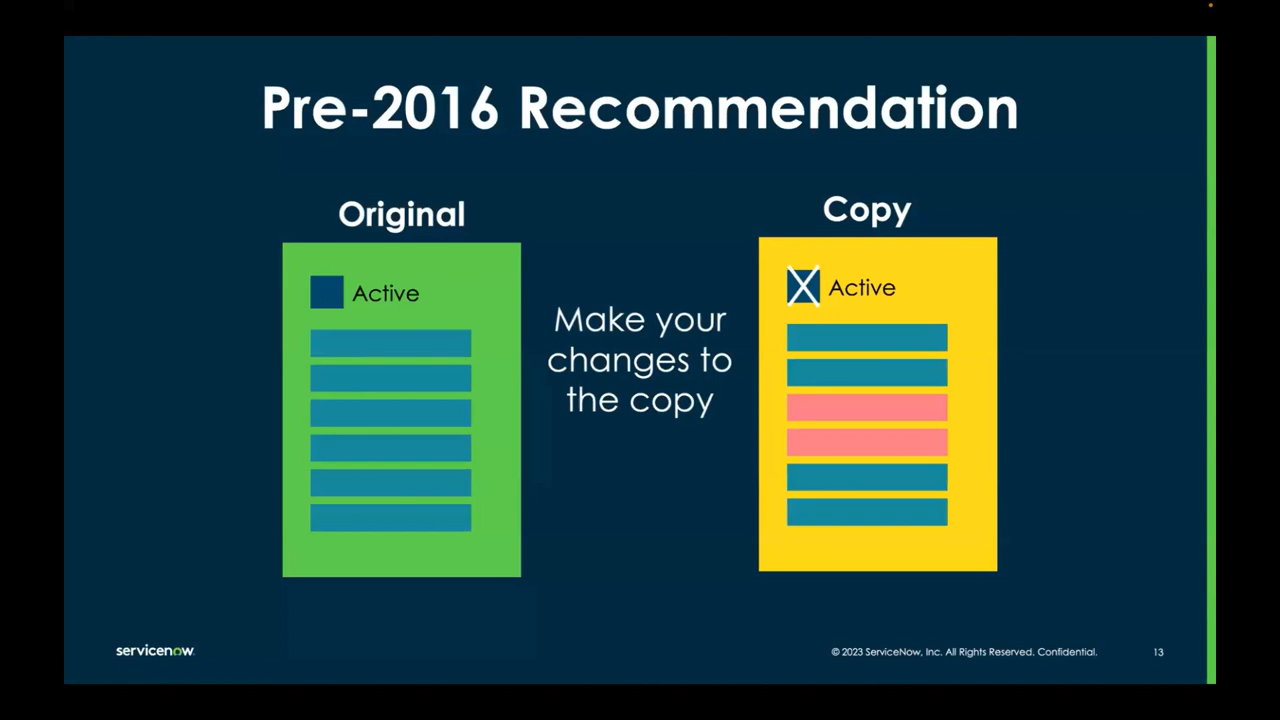 Pre-2016 Recommendation
Original
Copy
Active
Active
Make your
changes to
the copy
servicenow
© 2023 ServiceNow, Inc. All Rights Reserved. Confidential.
13